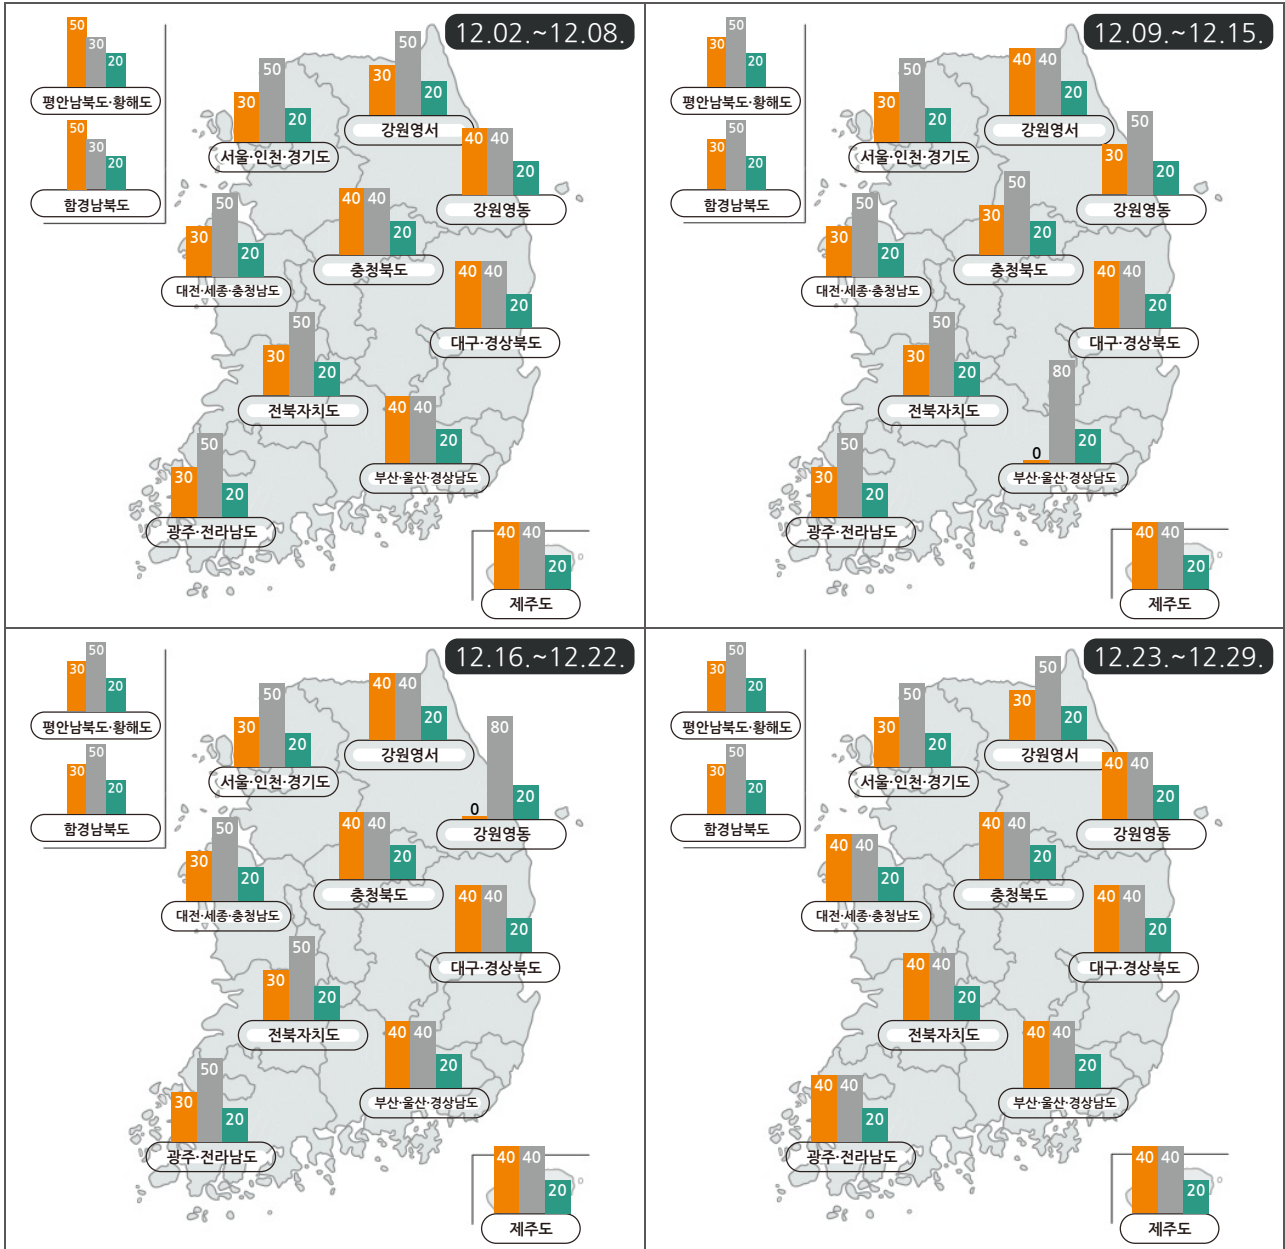 12.02.~12.08.
50 30 20
평안남북도·황해도
50 30 20
함경남북도
30 50 20
서울·인천·경기도
30 50 20
강원영서
40 40 20
강원영동
30 50 20
대전·세종·충청남도
40 40 20
충청북도
40 40 20
대구·경상북도
30 50 20
전북자치도
40 40 20
부산·울산·경상남도
30 50 20
광주·전라남도
40 40 20
제주도
12.09.~12.15.
30 50 20
평안남북도·황해도
30 50 20
함경남북도
30 50 20
서울·인천·경기도
40 40 20
강원영서
30 50 20
강원영동
30 50 20
대전·세종·충청남도
30 50 20
충청북도
40 40 20
대구·경상북도
30 50 20
전북자치도
0 80 20
부산·울산·경상남도
30 50 20
광주·전라남도
40 40 20
제주도
12.16.~12.22.
30 50 20
평안남북도·황해도
30 50 20
함경남북도
30 50 20
서울·인천·경기도
40 40 20
강원영서
0 80 20
강원영동
30 50 20
대전·세종·충청남도
40 40 20
충청북도
40 40 20
대구·경상북도
30 50 20
전북자치도
40 40 20
부산·울산·경상남도
30 50 20
광주·전라남도
40 40 20
제주도
12.23.~12.29.
30 50 20
평안남북도·황해도
30 50 20
함경남북도
30 50 20
서울·인천·경기도
30 50 20
강원영서
40 40 20
강원영동
40 40 20
대전·세종·충청남도
40 40 20
충청북도
40 40 20
대구·경상북도
40 40 20
전북자치도
40 40 20
부산·울산·경상남도
40 40 20
광주·전라남도
40 40 20
제주도